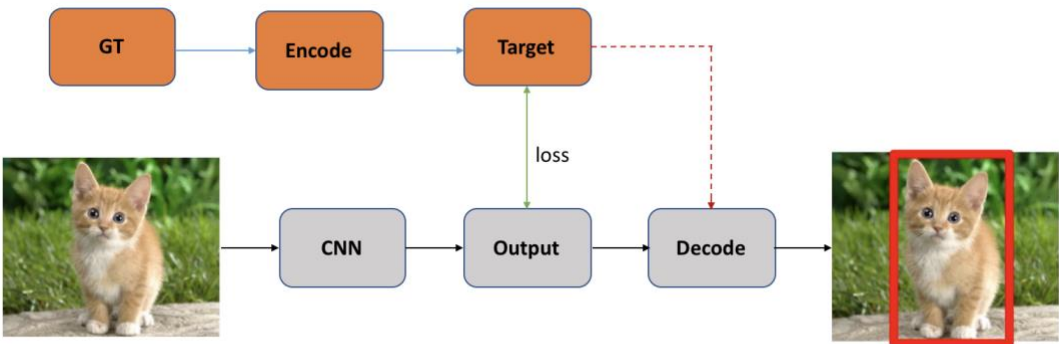 GT
Encode
Target
loss
CNN
Output
Decode